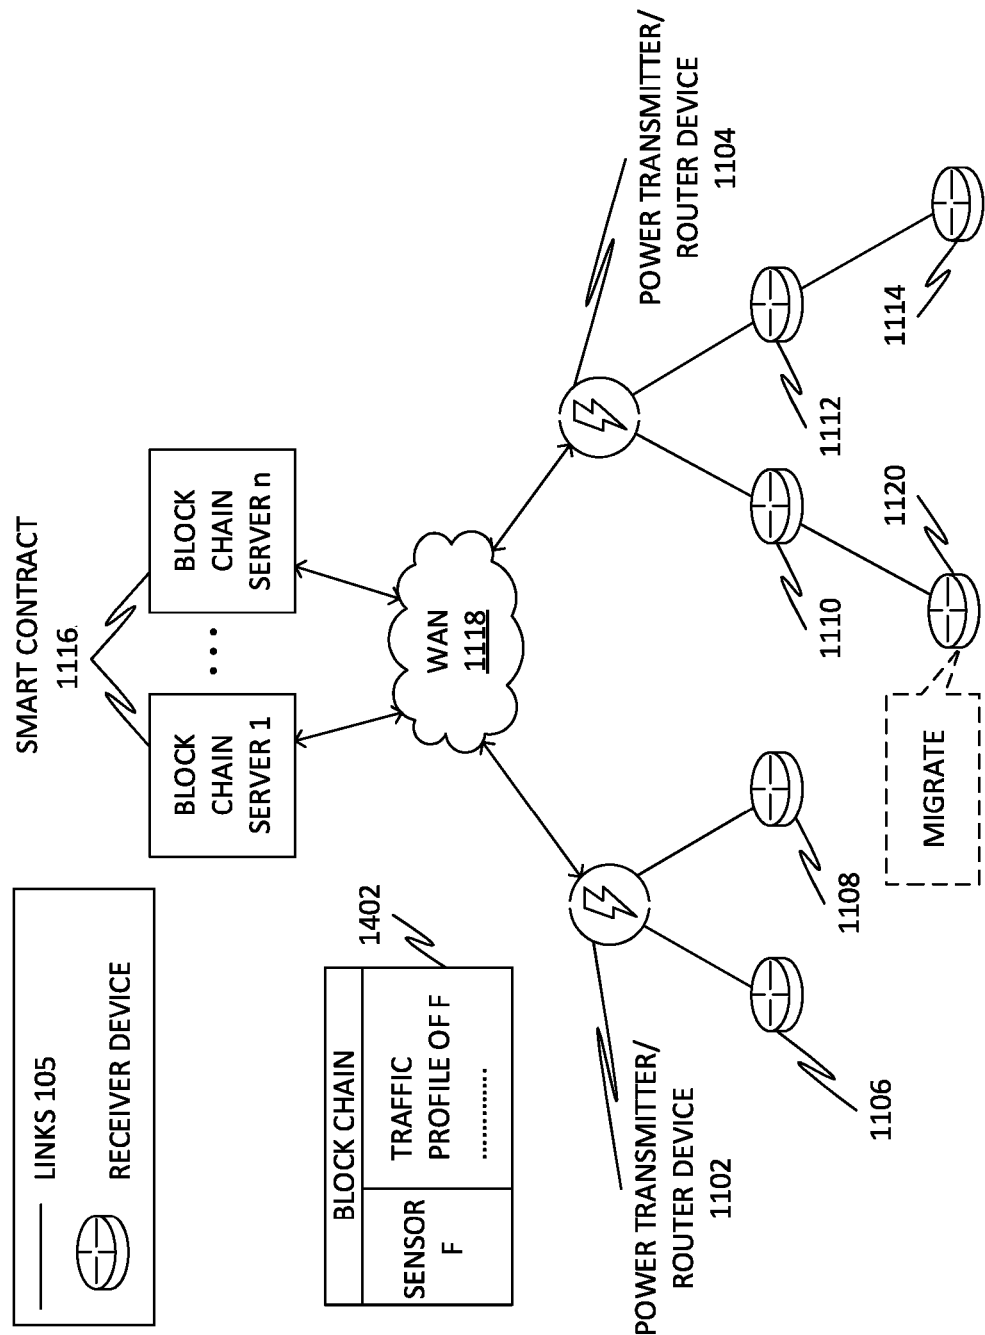 LINKS 105
RECEIVER DEVICE
SMART CONTRACT
1116
BLOCK
CHAIN
SERVER 1
...
BLOCK
CHAIN
SERVER n
1402
BLOCK CHAIN
SENSOR
F
TRAFFIC
PROFILE OF F
............
WAN
1118
POWER TRANSMITTER/
ROUTER DEVICE
1102
POWER TRANSMITTER/
ROUTER DEVICE
1104
1106
1108
1110
1112
1114
1120
MIGRATE